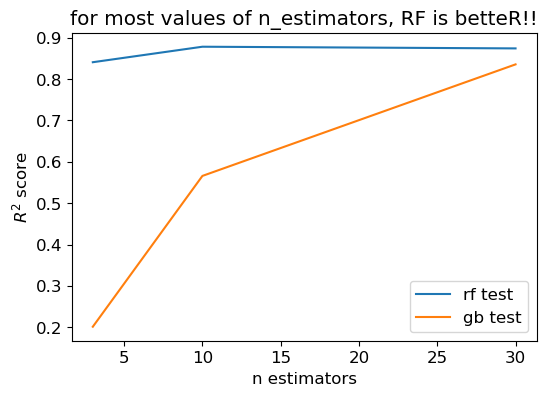 for most values of n_estimators, RF is betteR!!
0.9
0.8
0.7
0.6
0.5
0.4
0.3
0.2
R² score
5
10
15
20
25
30
n estimators
rf test
gb test